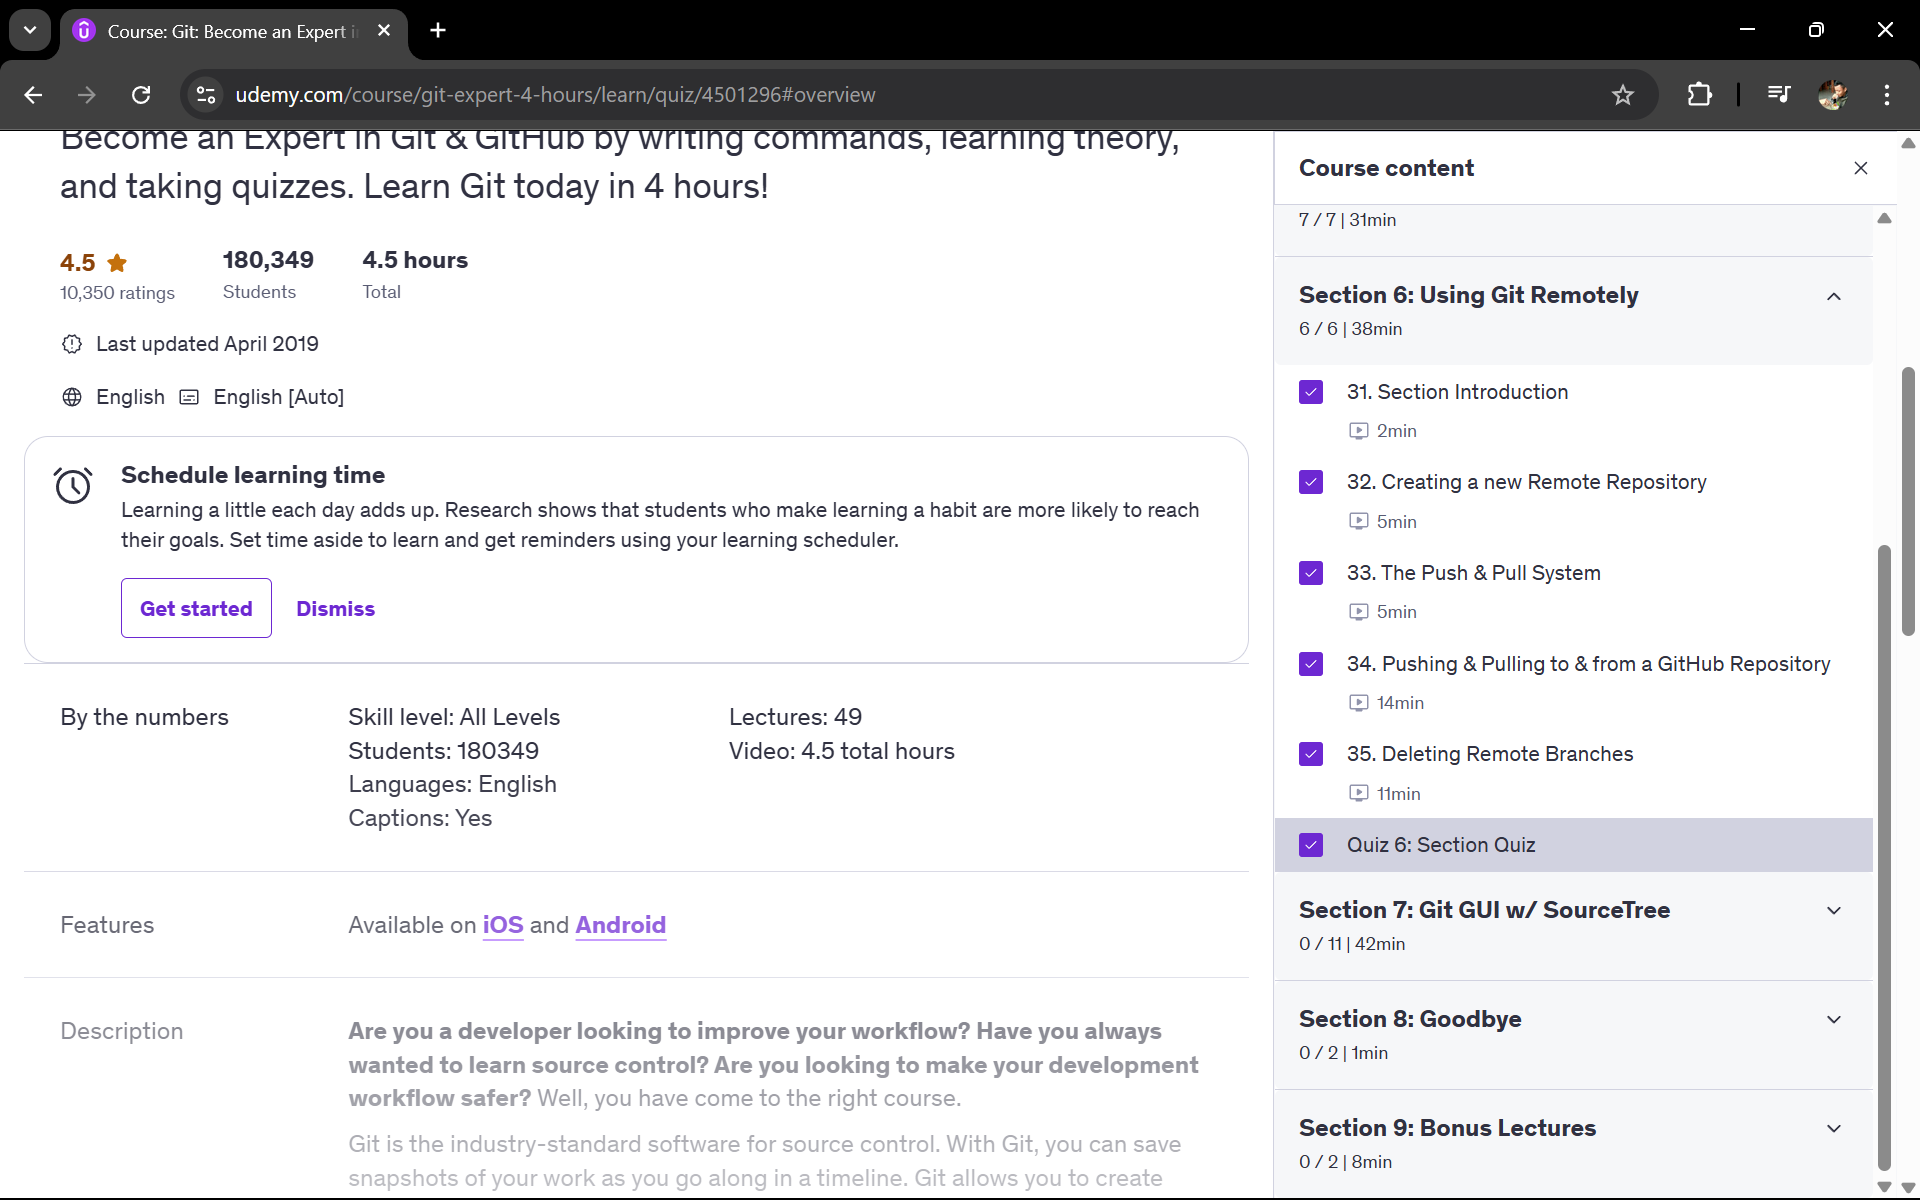 Course: Git: Become an Expert i
udemy.com/course/git-expert-4-hours/learn/quiz/4501296#overview
Become an Expert in Git & GitHub by writing commands, learning theory,
and taking quizzes. Learn Git today in 4 hours!
4.5
10,350 ratings
180,349
Students
4.5 hours
Total
Last updated April 2019
English
English [Auto]
Schedule learning time
Learning a little each day adds up. Research shows that students who make learning a habit are more likely to reach
their goals. Set time aside to learn and get reminders using your learning scheduler.
Get started
Dismiss
By the numbers
Skill level: All Levels
Students: 180349
Languages: English
Captions: Yes
Lectures: 49
Video: 4.5 total hours
Features
Available on iOS and Android
Description
Are you a developer looking to improve your workflow? Have you always
wanted to learn source control? Are you looking to make your development
workflow safer? Well, you have come to the right course.
Git is the industry-standard software for source control. With Git, you can save
snapshots of your work as you go along in a timeline. Git allows you to create
Course content
7 / 7 | 31min
Section 6: Using Git Remotely
6 / 6 | 38min
31. Section Introduction
2min
32. Creating a new Remote Repository
5min
33. The Push & Pull System
5min
34. Pushing & Pulling to & from a GitHub Repository
14min
35. Deleting Remote Branches
11min
Quiz 6: Section Quiz
Section 7: Git GUI w/ SourceTree
0 / 11 | 42min
Section 8: Goodbye
0 / 2 | 1min
Section 9: Bonus Lectures
0 / 2 | 8min